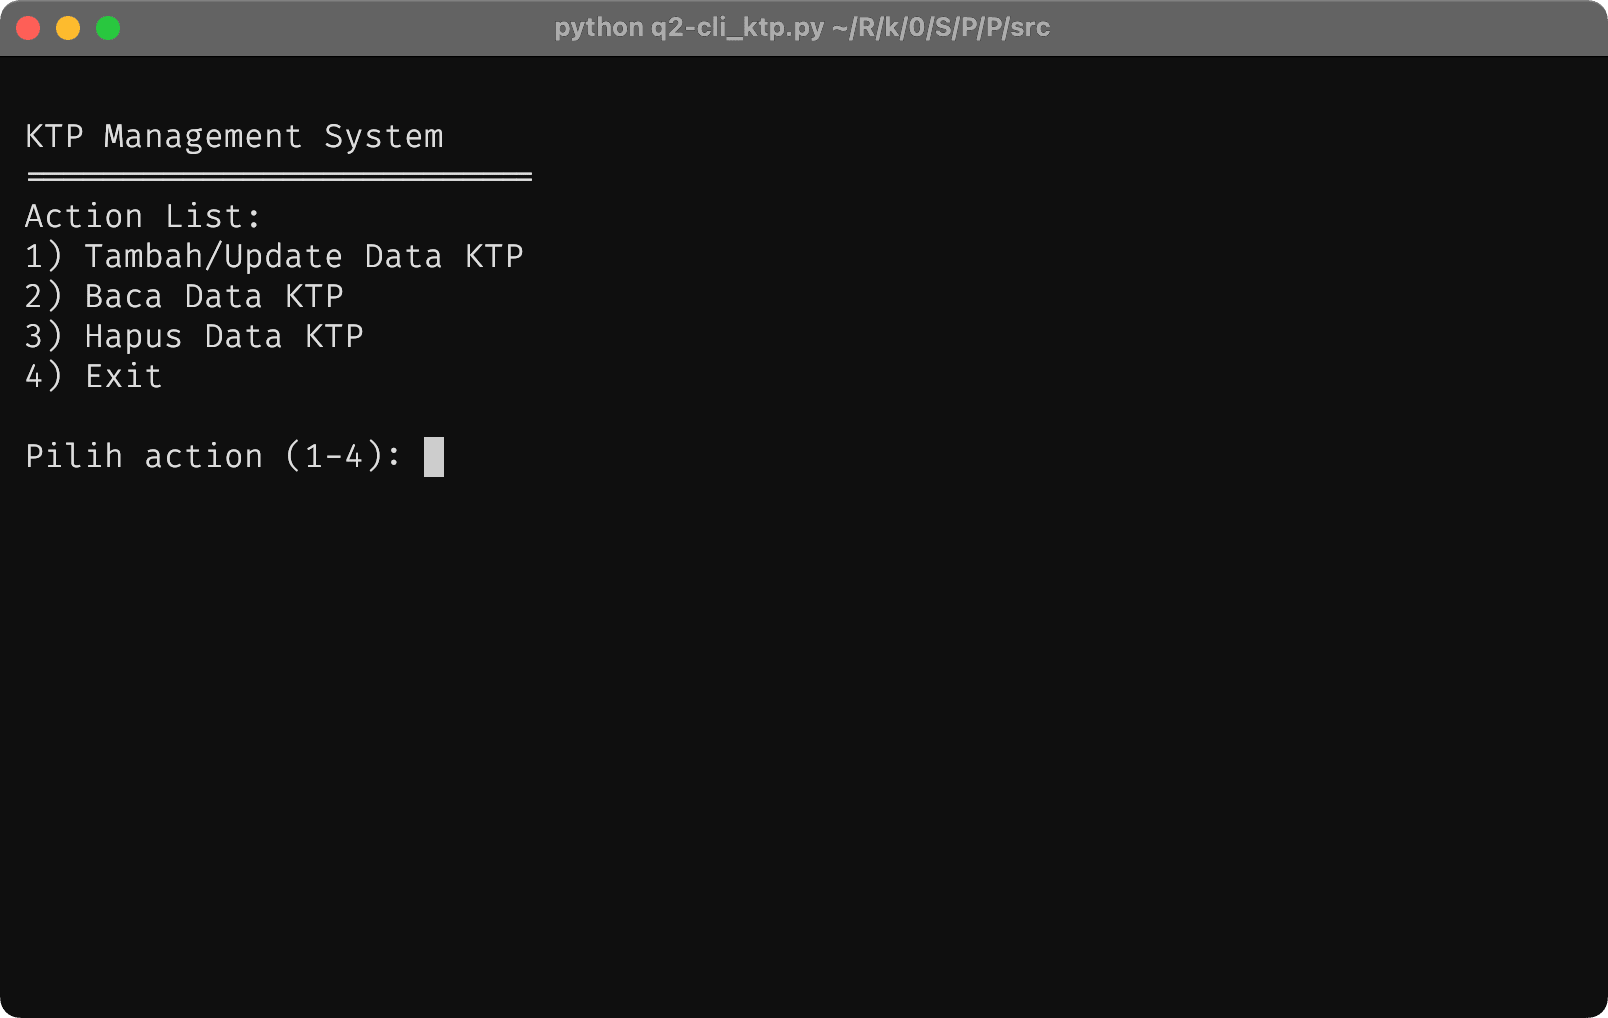 python q2-cli_ktp.py ~/R/k/0/S/P/P/src
KTP Management System
=========================
Action List:
1) Tambah/Update Data KTP
2) Baca Data KTP
3) Hapus Data KTP
4) Exit
Pilih action (1-4):